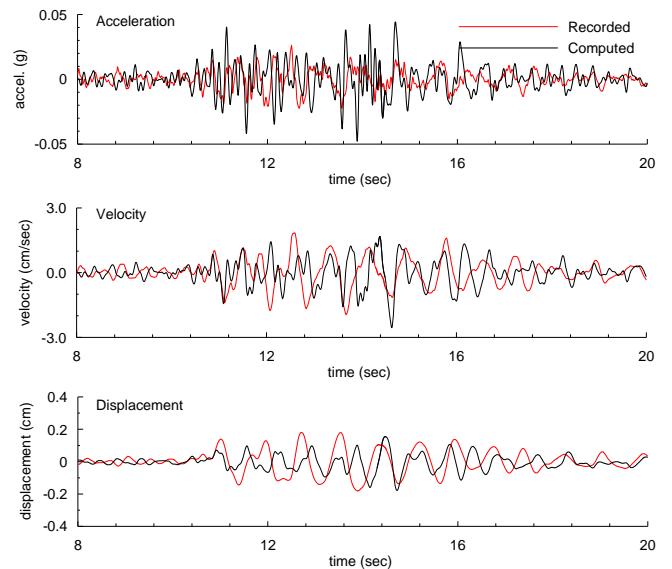 0.05
Acceleration
Recorded
Computed
accel. (g)
0
-0.05
8
12
16
20
time (sec)
3.0
Velocity
velocity (cm/sec)
0.0
-3.0
8
12
16
20
time (sec)
0.4
Displacement
0.2
displacement (cm)
0
-0.2
-0.4
8
12
16
20
time (sec)